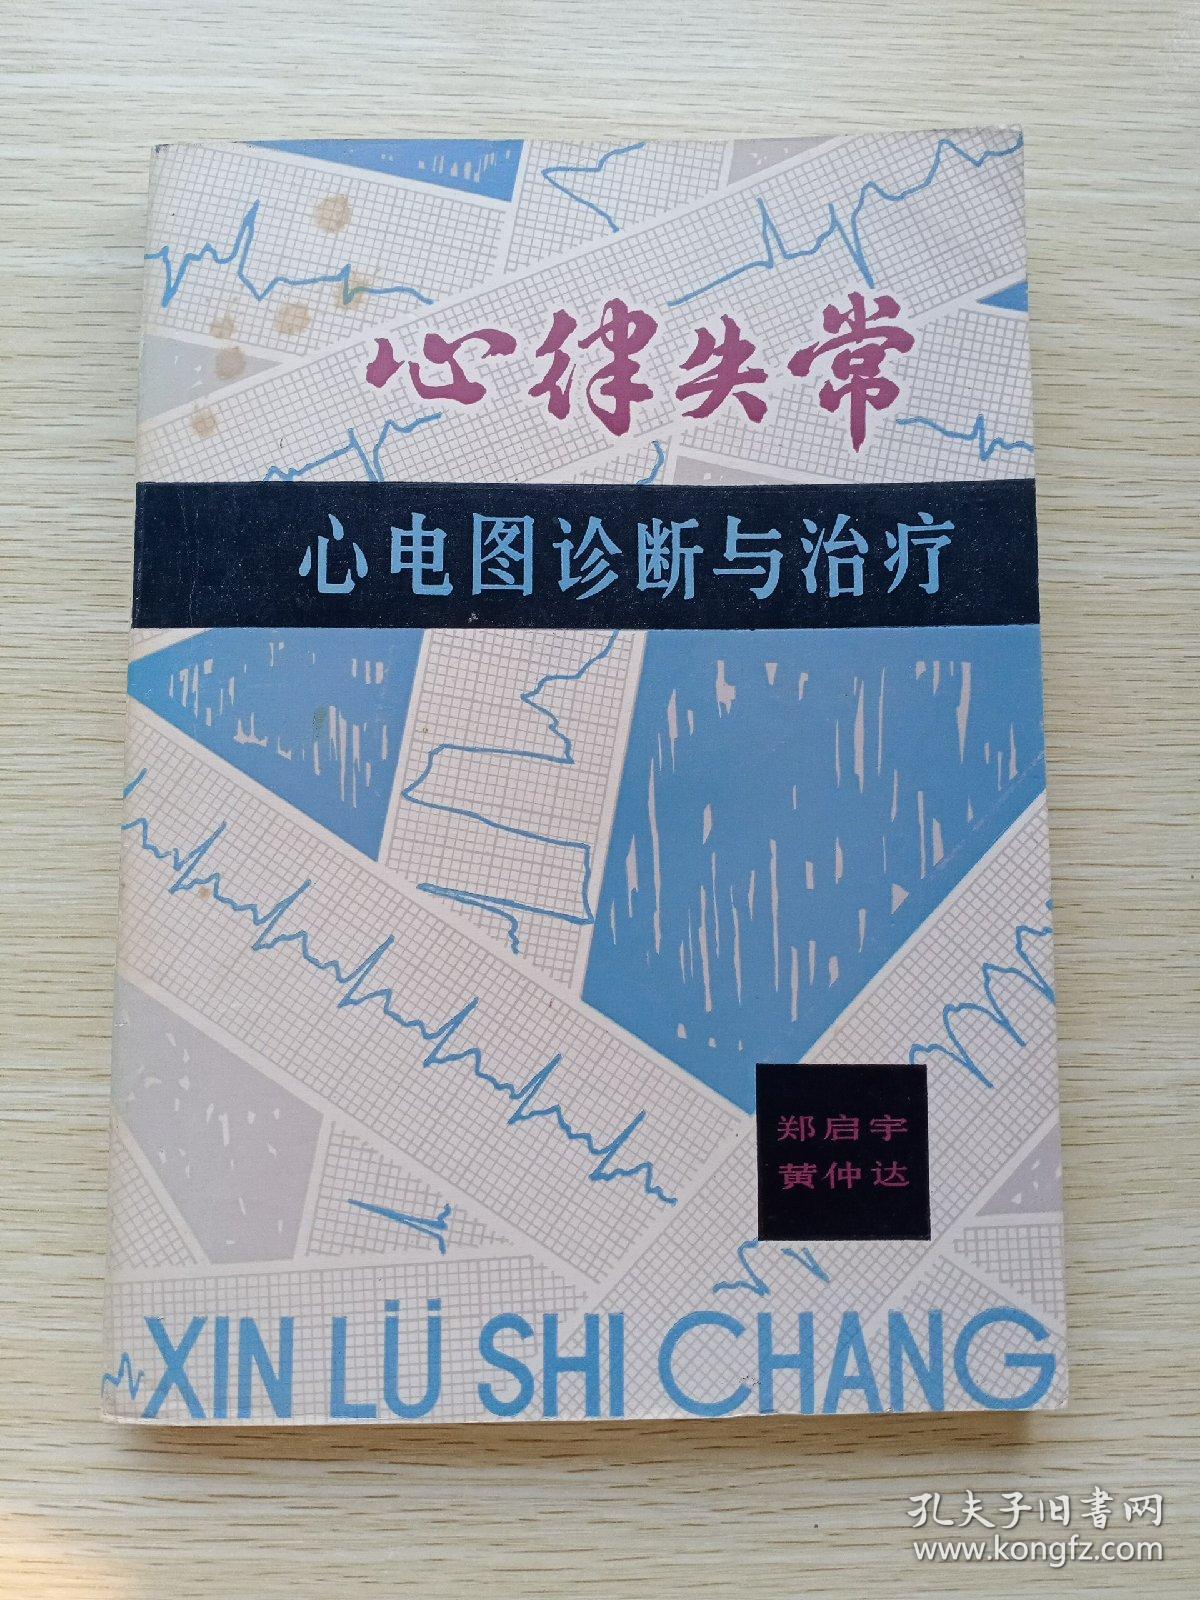 心律失常
心电图诊断与治疗
郑启宇
黄仲达
XIN LÜ SHI CHANG
孔夫子旧书网
www.kongfz.com